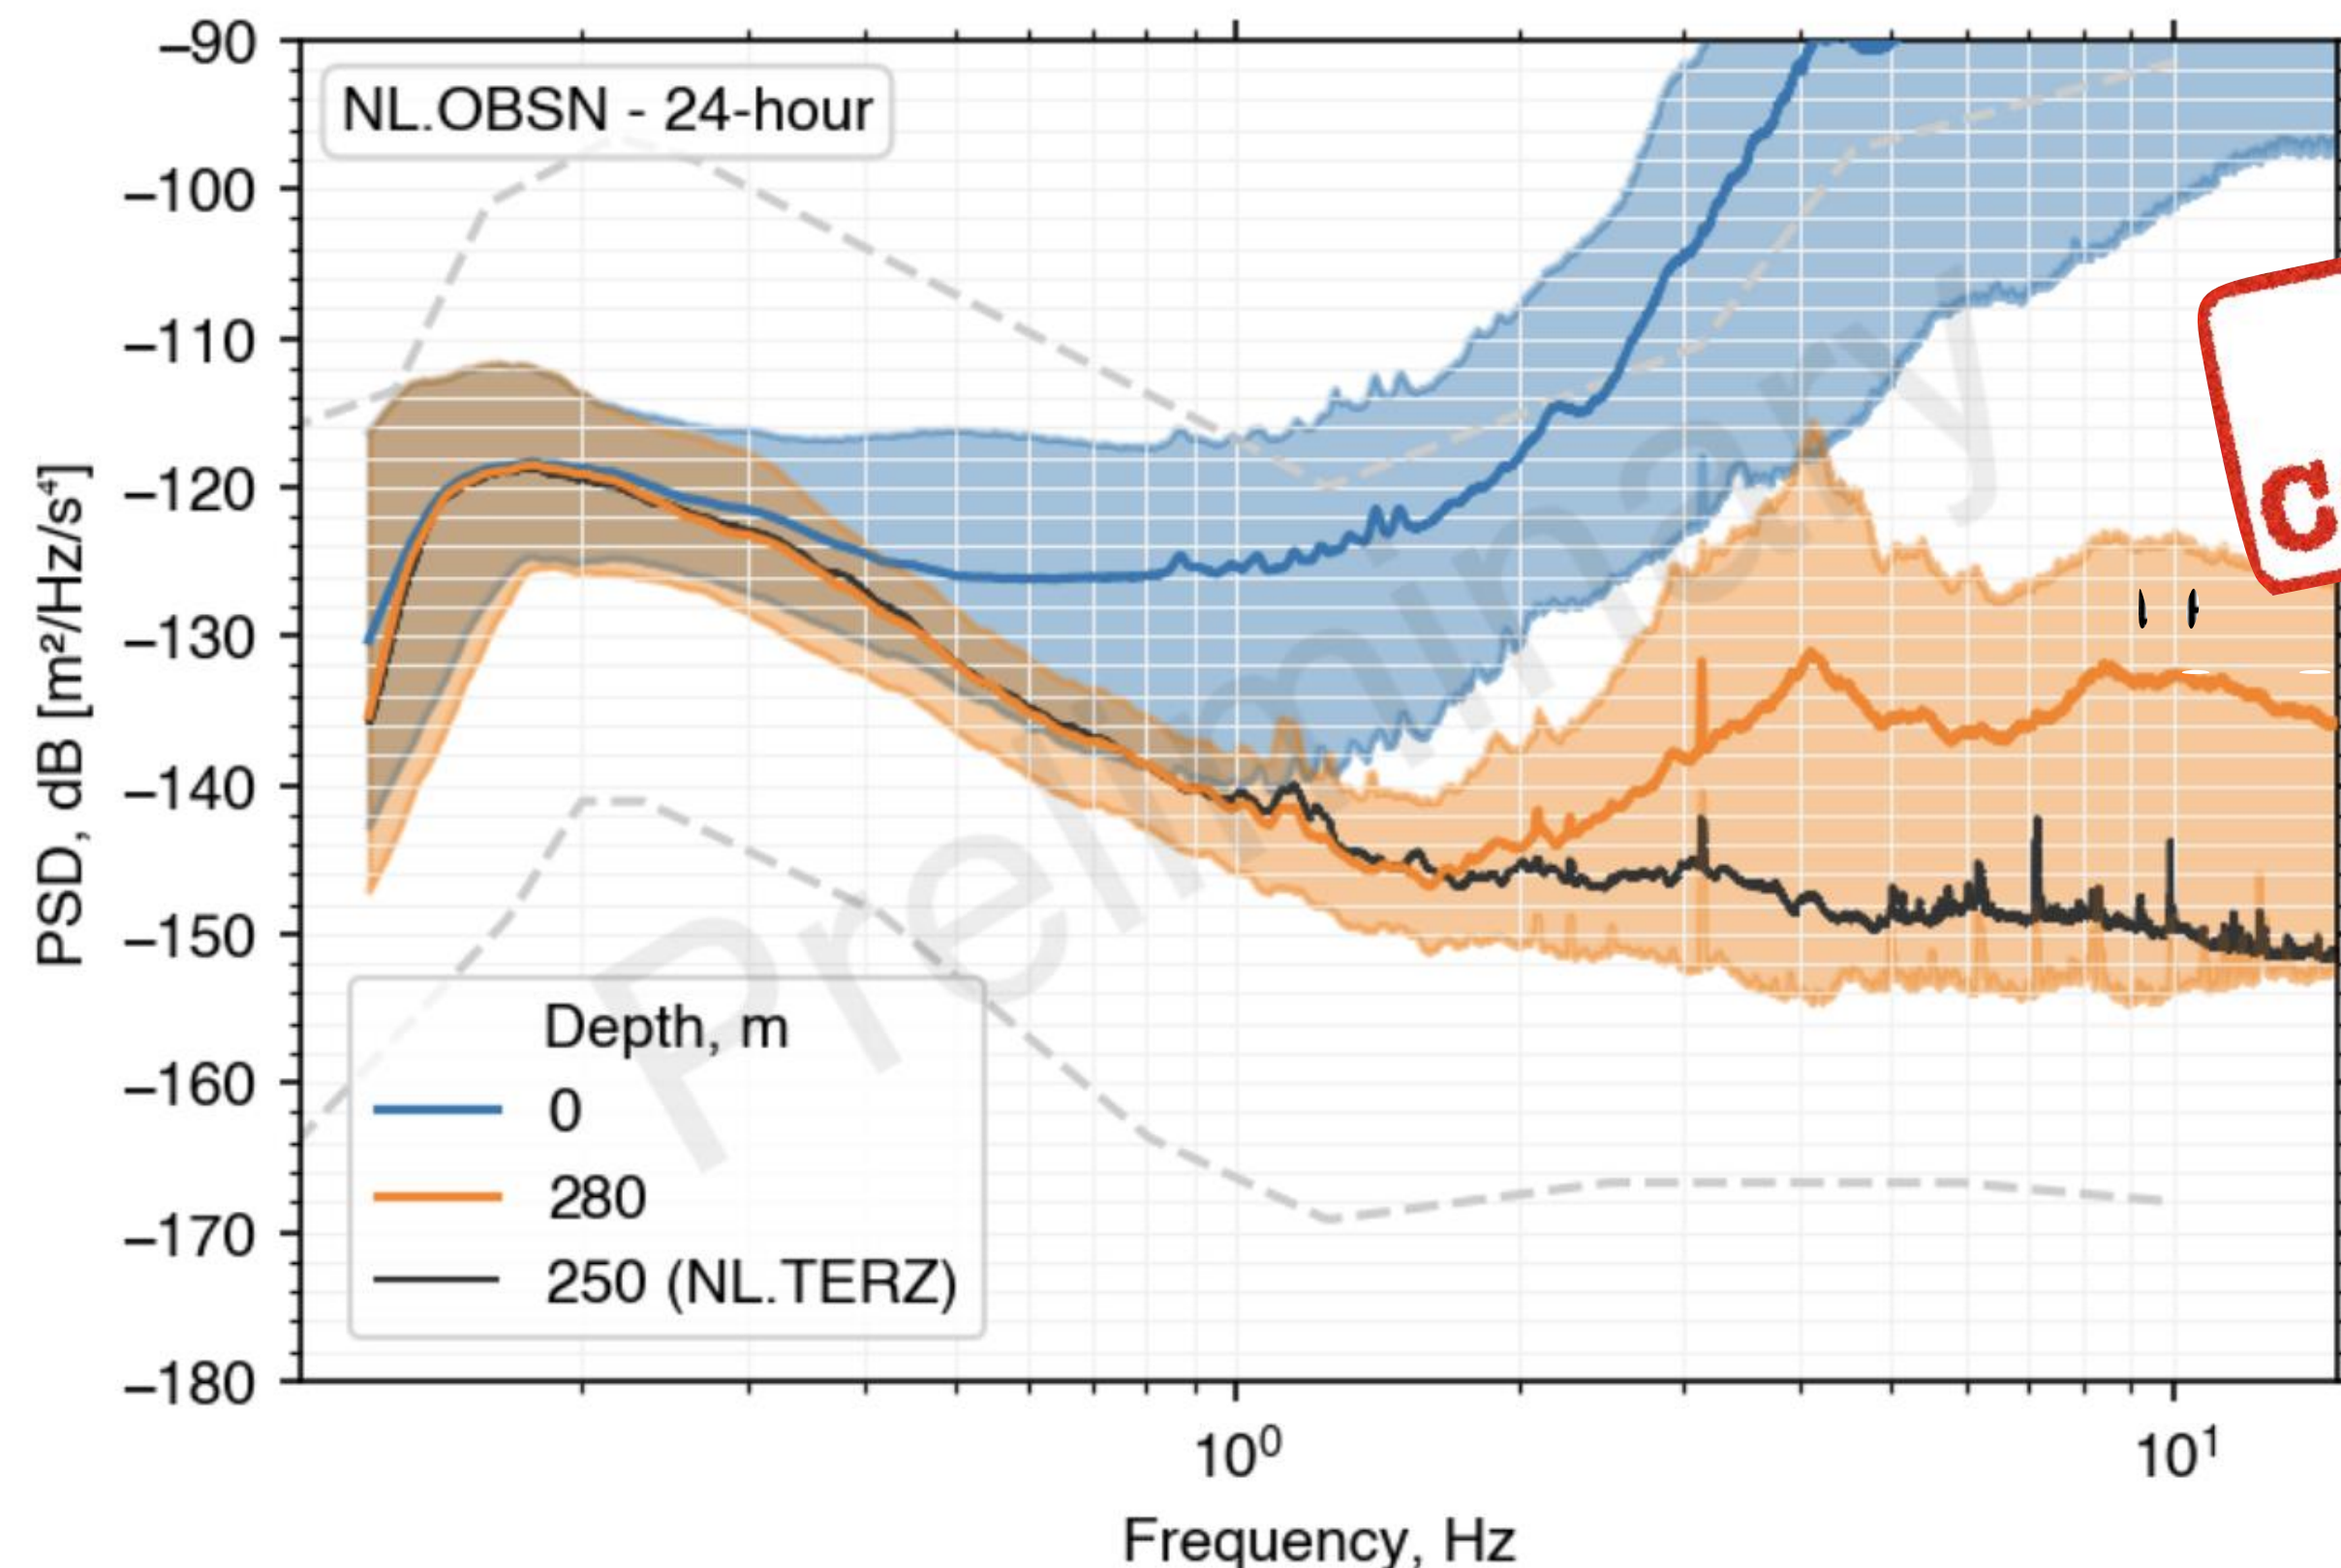 NL.OBSN - 24-hour
−90
−100
−110
−120
−130
−140
−150
−160
−170
−180
PSD, dB [m²/Hz/s⁴]
Preliminary
C
Depth, m
0
280
250 (NL.TERZ)
10⁰
10¹
Frequency, Hz